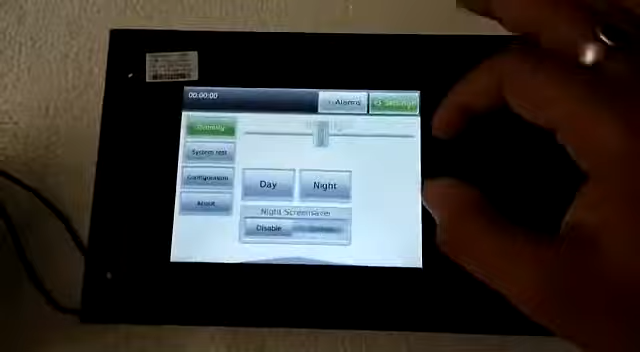 00:00:00
Alarms
Settings
System test
Configuration
About
Day
Night
Night Screensaver
Disable